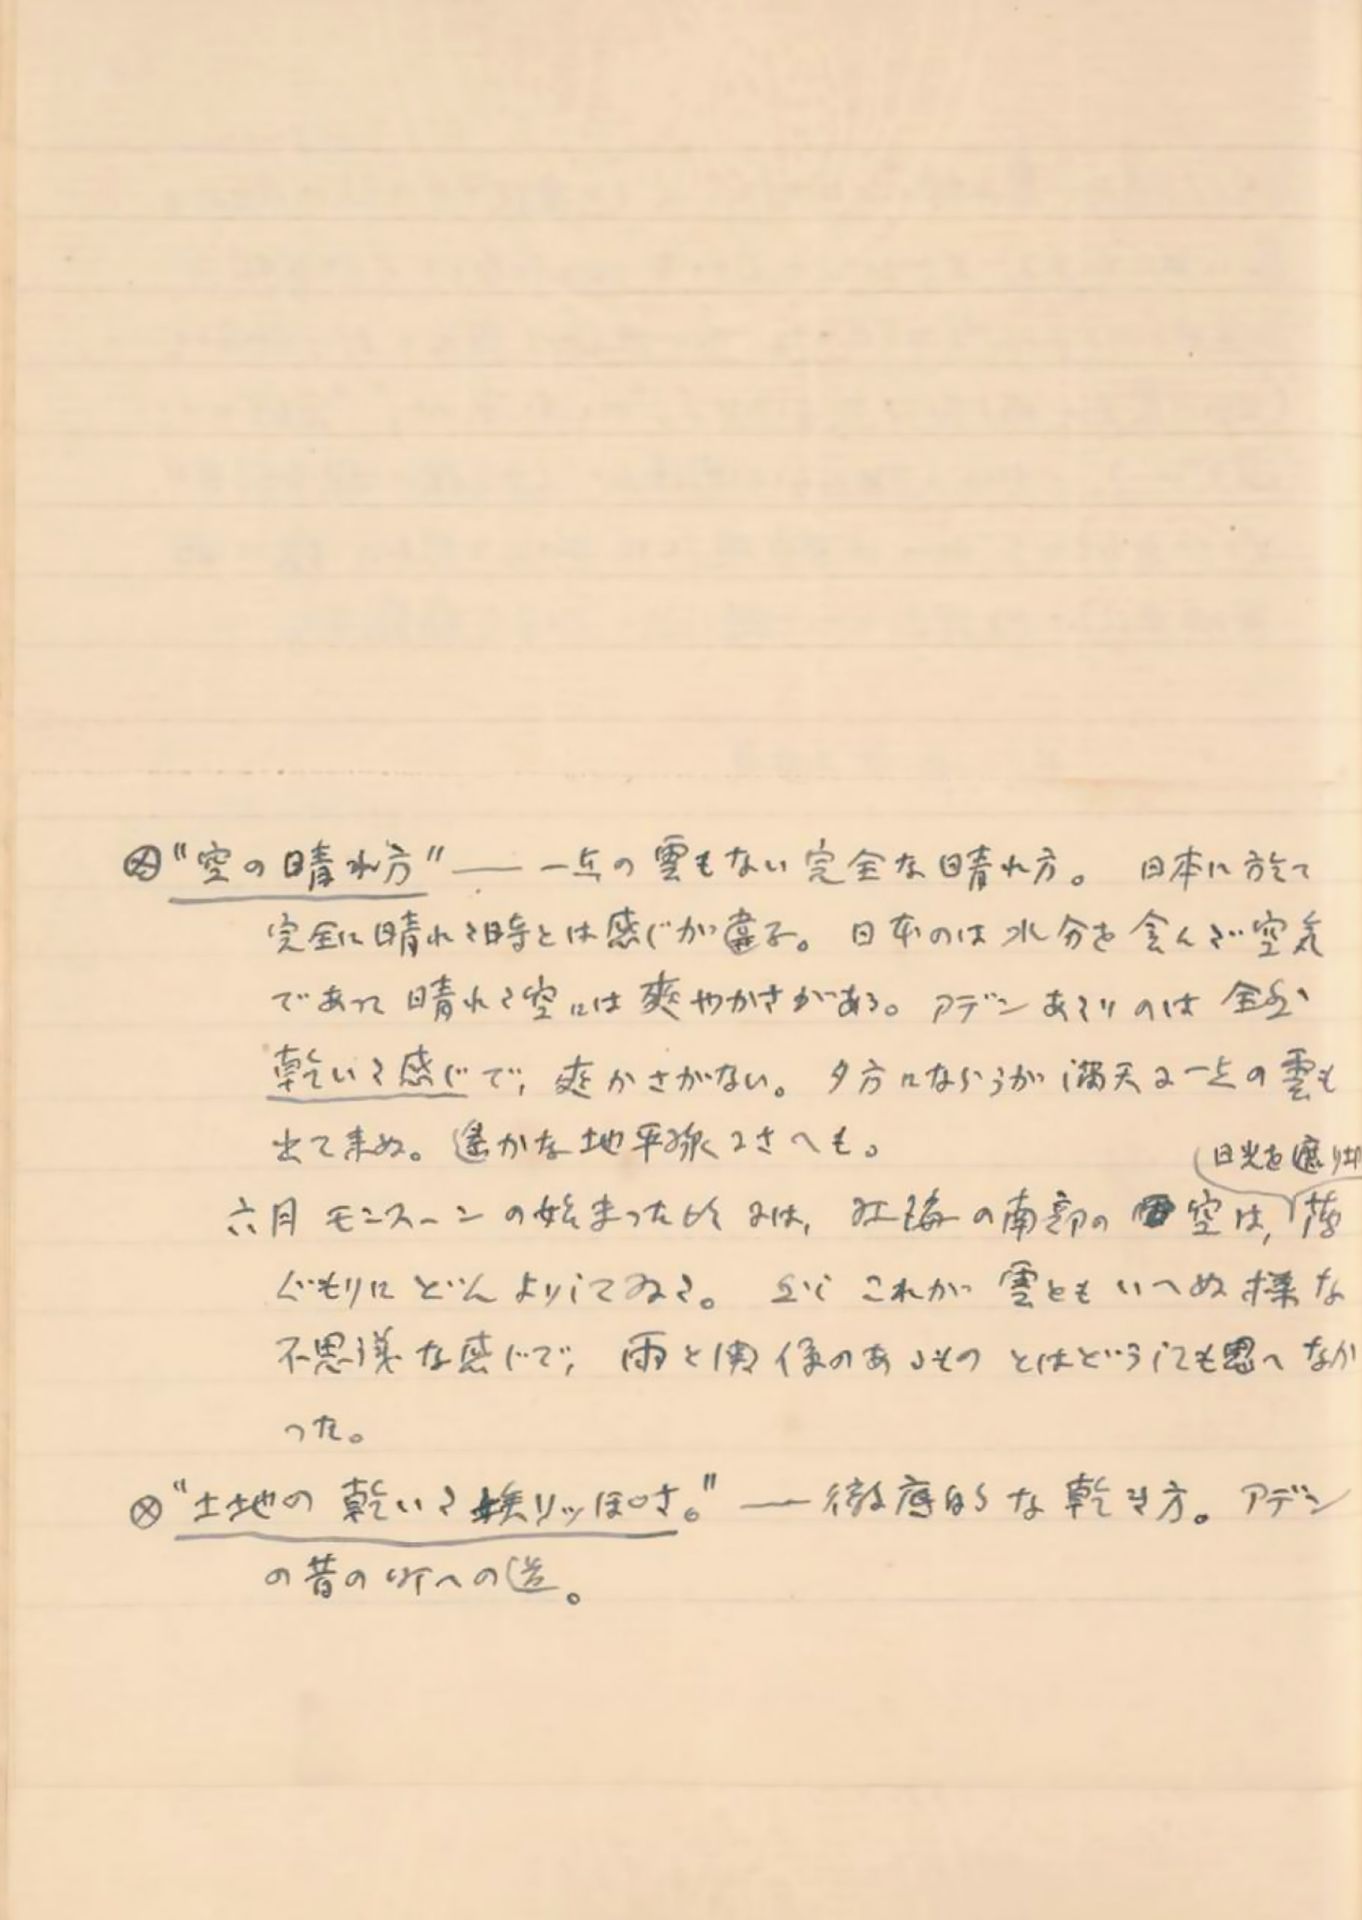 ⊗"空の晴れ方"——一点の雲もない完全な晴れ方。日本に於て
完全に晴れた時とは感じが違ふ。日本のは水分を含んだ空気
であって晴れた空には爽やかさがある。アデンあたりのは全然
乾いた感じで,爽かさがない。夕方にならうが満天に一点の雲も
出て来ぬ。遙かな地平線にさへも。
日光を遮り
六月モンスーンの始まった時には,紅海の南部の空は,薄
ぐもりにどんよりしてゐた。然しこれが雲ともいへぬ様な
不思議な感じで,雨と関係のあるものとはどうしても思へなか
った。
⊗"土地の乾いた埃リッぽさ。"——徹底的な乾き方。アデン
の昔の町への道。